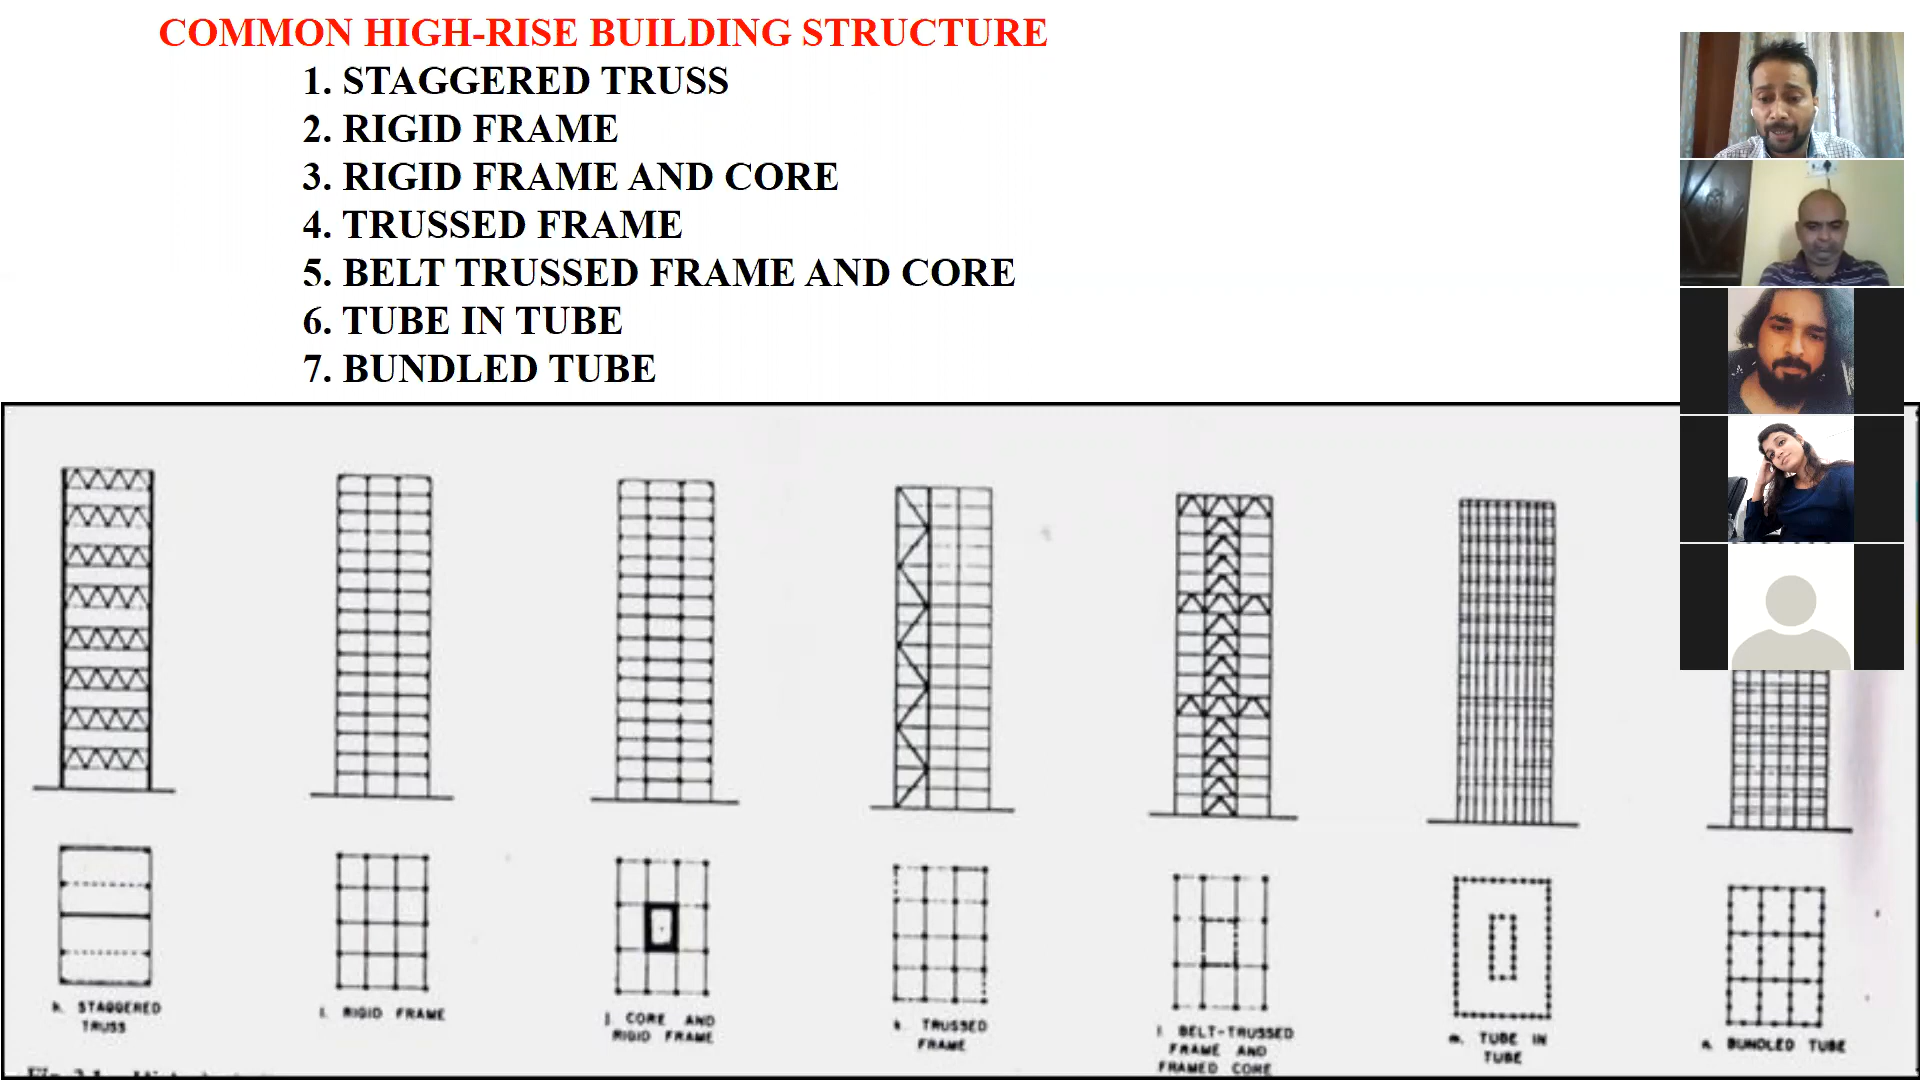 COMMON HIGH-RISE BUILDING STRUCTURE
1. STAGGERED TRUSS
2. RIGID FRAME
3. RIGID FRAME AND CORE
4. TRUSSED FRAME
5. BELT TRUSSED FRAME AND CORE
6. TUBE IN TUBE
7. BUNDLED TUBE
h. STAGGERED
TRUSS
i. RIGID FRAME
j. CORE AND
RIGID FRAME
k. TRUSSED
FRAME
l. BELT-TRUSSED
FRAME AND
FRAMED CORE
m. TUBE IN
TUBE
n. BUNDLED TUBE